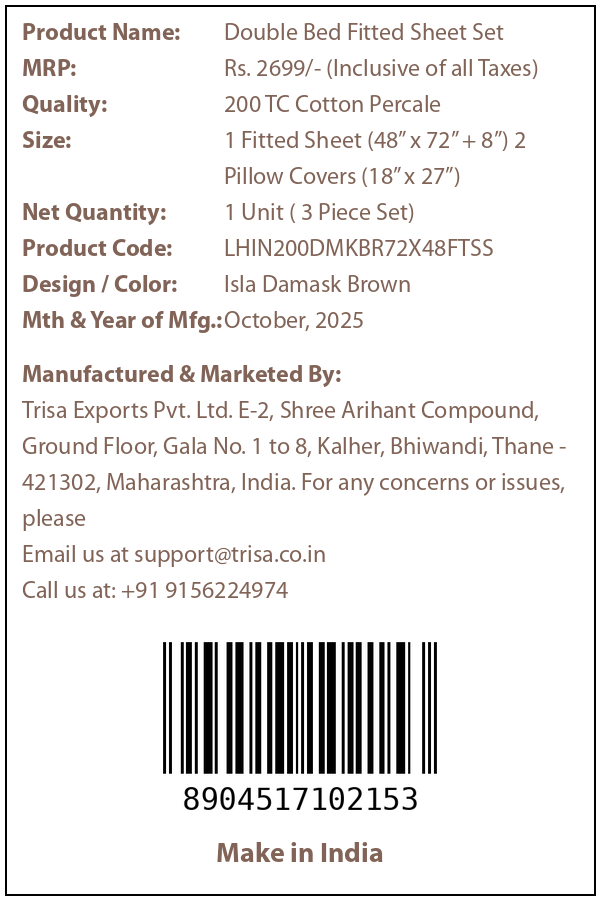 Product Name: Double Bed Fitted Sheet Set
MRP: Rs. 2699/- (Inclusive of all Taxes)
Quality: 200 TC Cotton Percale
Size: 1 Fitted Sheet (48” x 72” + 8”) 2
Pillow Covers (18” x 27”)
Net Quantity: 1 Unit ( 3 Piece Set)
Product Code: LHIN200DMKBR72X48FTSS
Design / Color: Isla Damask Brown
Mth & Year of Mfg.: October, 2025
Manufactured & Marketed By:
Trisa Exports Pvt. Ltd. E-2, Shree Arihant Compound,
Ground Floor, Gala No. 1 to 8, Kalher, Bhiwandi, Thane -
421302, Maharashtra, India. For any concerns or issues,
please
Email us at support@trisa.co.in
Call us at: +91 9156224974
8904517102153
Make in India